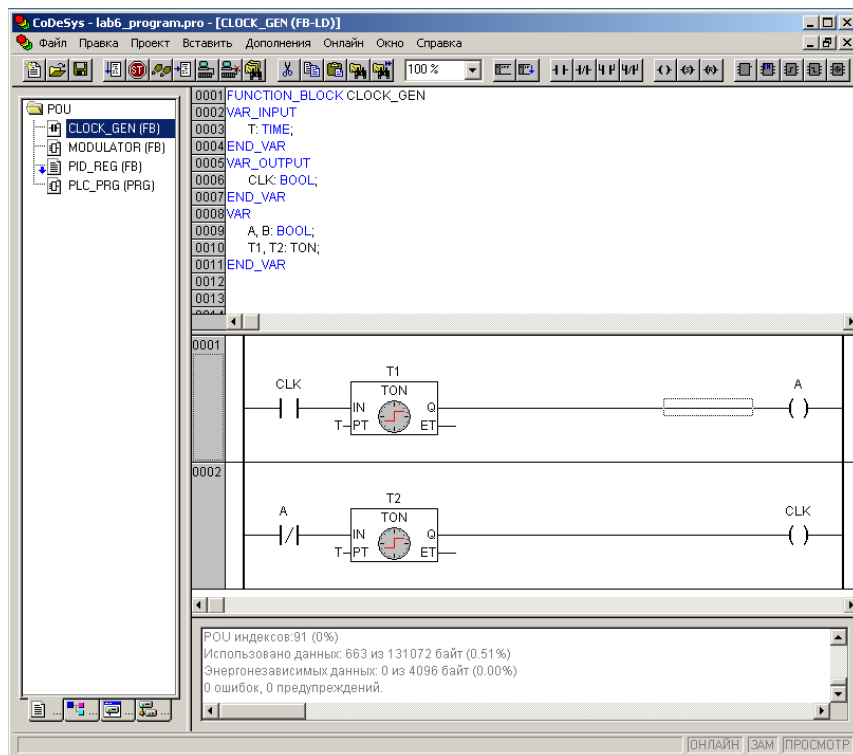 CoDeSys - lab6_program.pro - [CLOCK_GEN (FB-LD)]
Файл Правка Проект Вставить Дополнения Онлайн Окно Справка
100 %
POU
CLOCK_GEN (FB)
MODULATOR (FB)
PID_REG (FB)
PLC_PRG (PRG)
0001 FUNCTION_BLOCK CLOCK_GEN
0002 VAR_INPUT
0003 T: TIME;
0004 END_VAR
0005 VAR_OUTPUT
0006 CLK: BOOL;
0007 END_VAR
0008 VAR
0009 A, B: BOOL;
0010 T1, T2: TON;
0011 END_VAR
0012
0013
0001
T1
CLK TON A
IN Q
T PT ET
0002
T2
A TON CLK
IN Q
T PT ET
POU индексов:91 (0%)
Использовано данных: 663 из 131072 байт (0.51%)
Энергонезависимых данных: 0 из 4096 байт (0.00%)
0 ошибок, 0 предупреждений.
ОНЛАЙН ЗАМ ПРОСМОТР